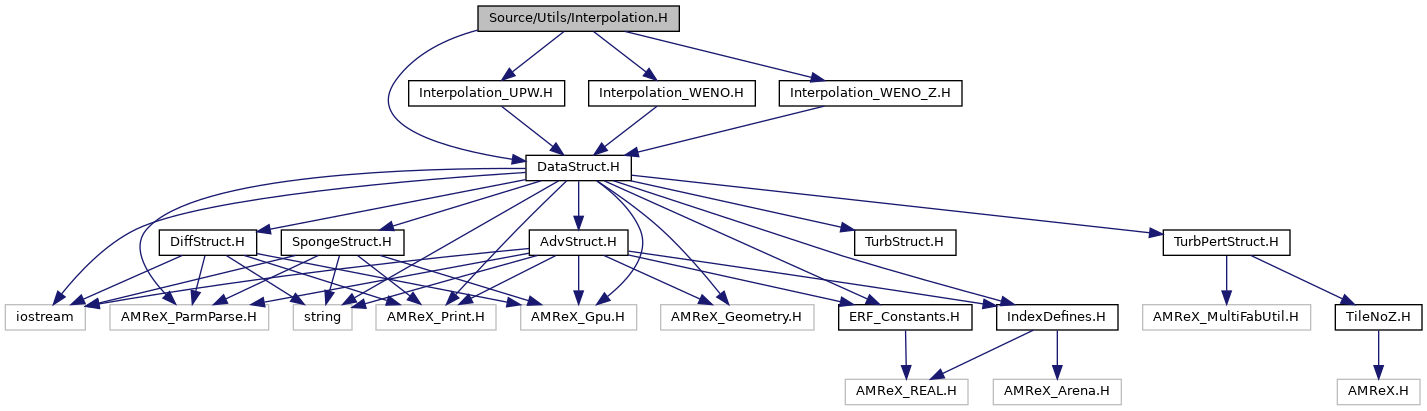 Source/Utils/Interpolation.H
Interpolation_UPW.H
Interpolation_WENO.H
Interpolation_WENO_Z.H
DataStruct.H
DiffStruct.H
SpongeStruct.H
AdvStruct.H
TurbStruct.H
TurbPertStruct.H
iostream
AMReX_ParmParse.H
string
AMReX_Print.H
AMReX_Gpu.H
AMReX_Geometry.H
ERF_Constants.H
IndexDefines.H
AMReX_MultiFabUtil.H
TileNoZ.H
AMReX_REAL.H
AMReX_Arena.H
AMReX.H